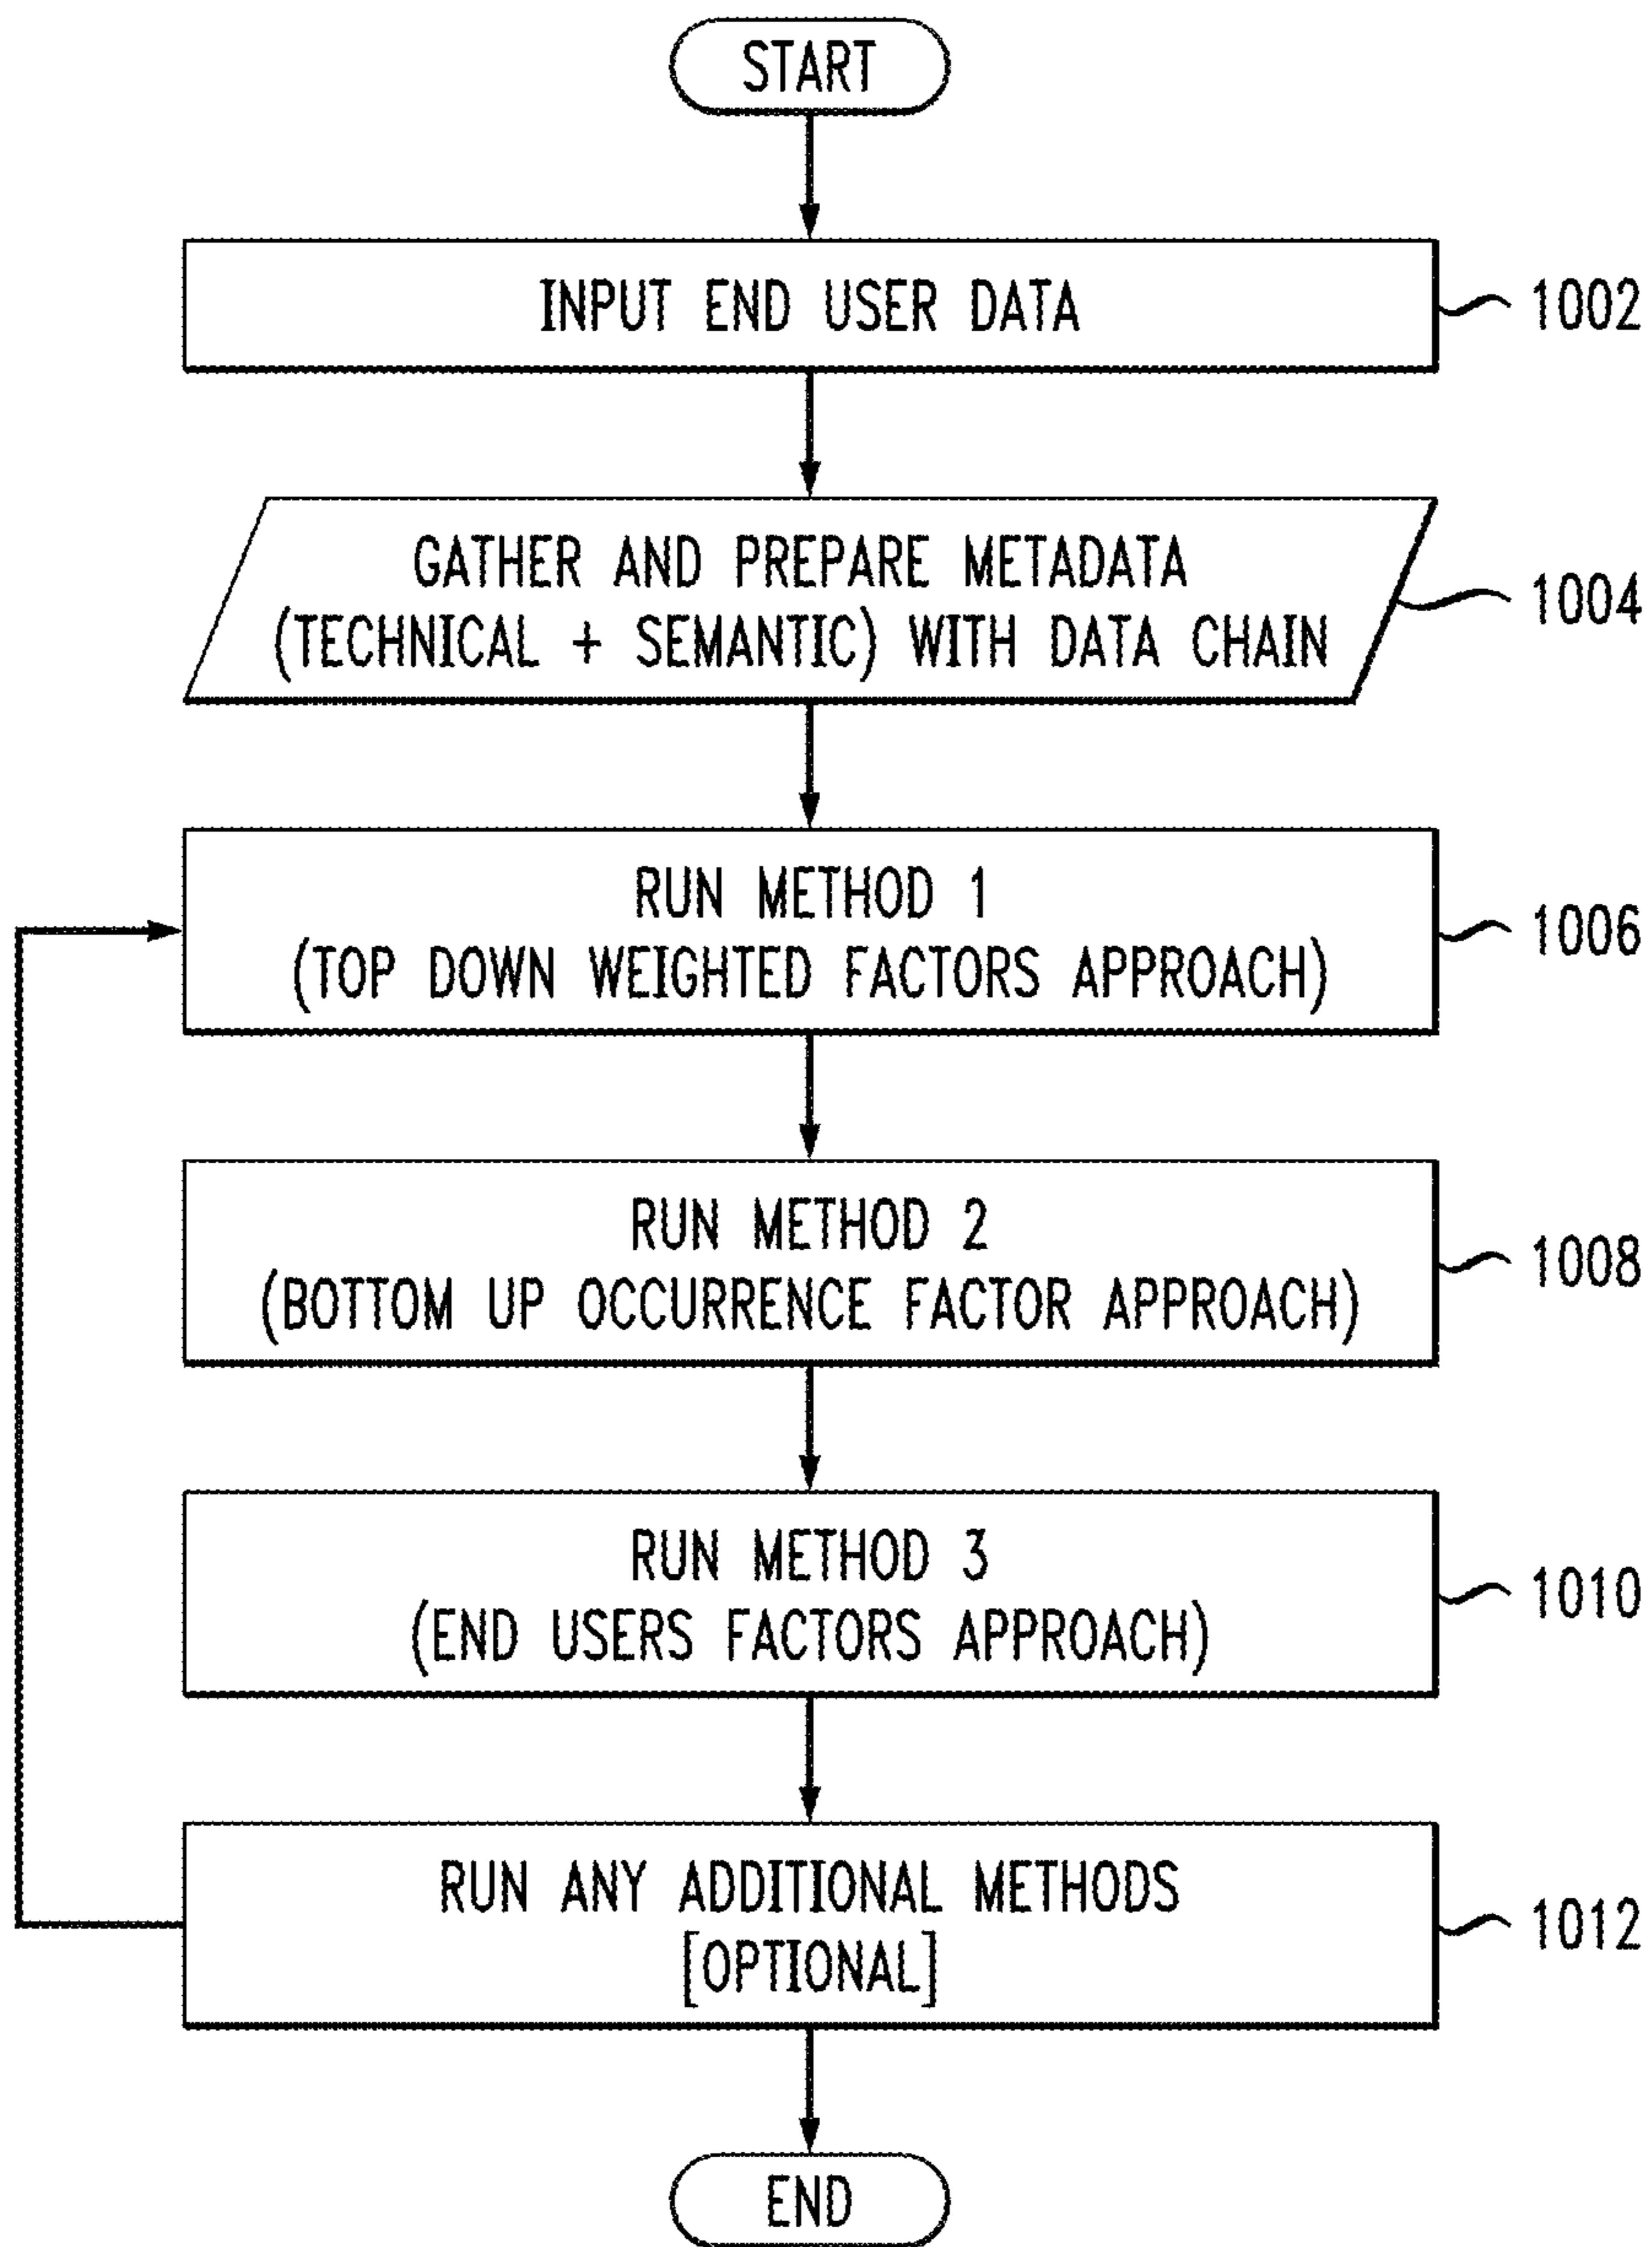 START
INPUT END USER DATA
1002
GATHER AND PREPARE METADATA
(TECHNICAL + SEMANTIC) WITH DATA CHAIN
1004
RUN METHOD 1
(TOP DOWN WEIGHTED FACTORS APPROACH)
1006
RUN METHOD 2
(BOTTOM UP OCCURRENCE FACTOR APPROACH)
1008
RUN METHOD 3
(END USERS FACTORS APPROACH)
1010
RUN ANY ADDITIONAL METHODS
[OPTIONAL]
1012
END